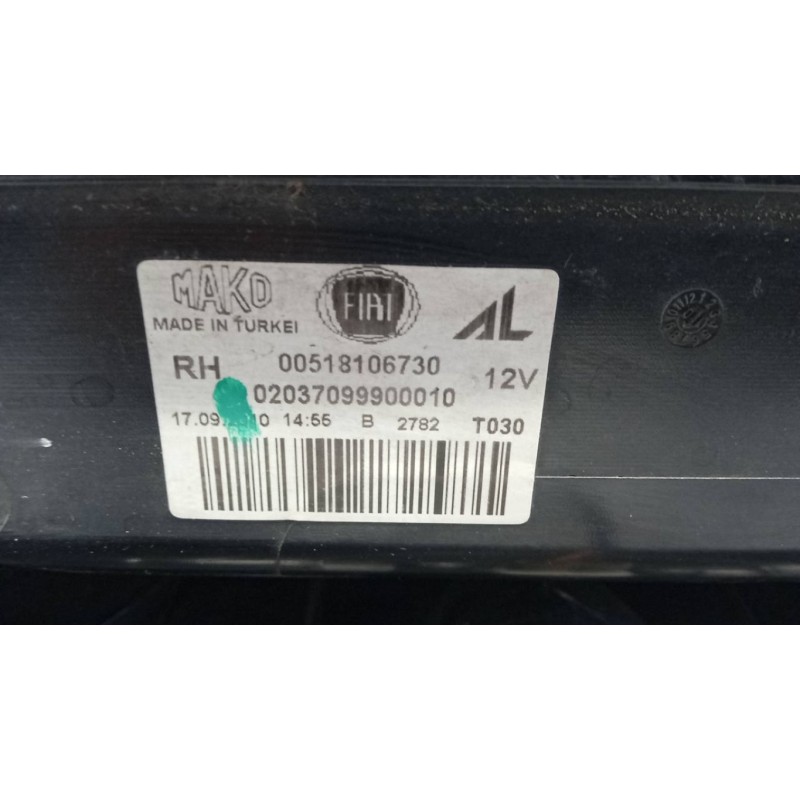 MAKO
FIAT
AL
MADE IN TURKEI
RH 00518106730 12V
02037099900010
14:55 B 2782 T030